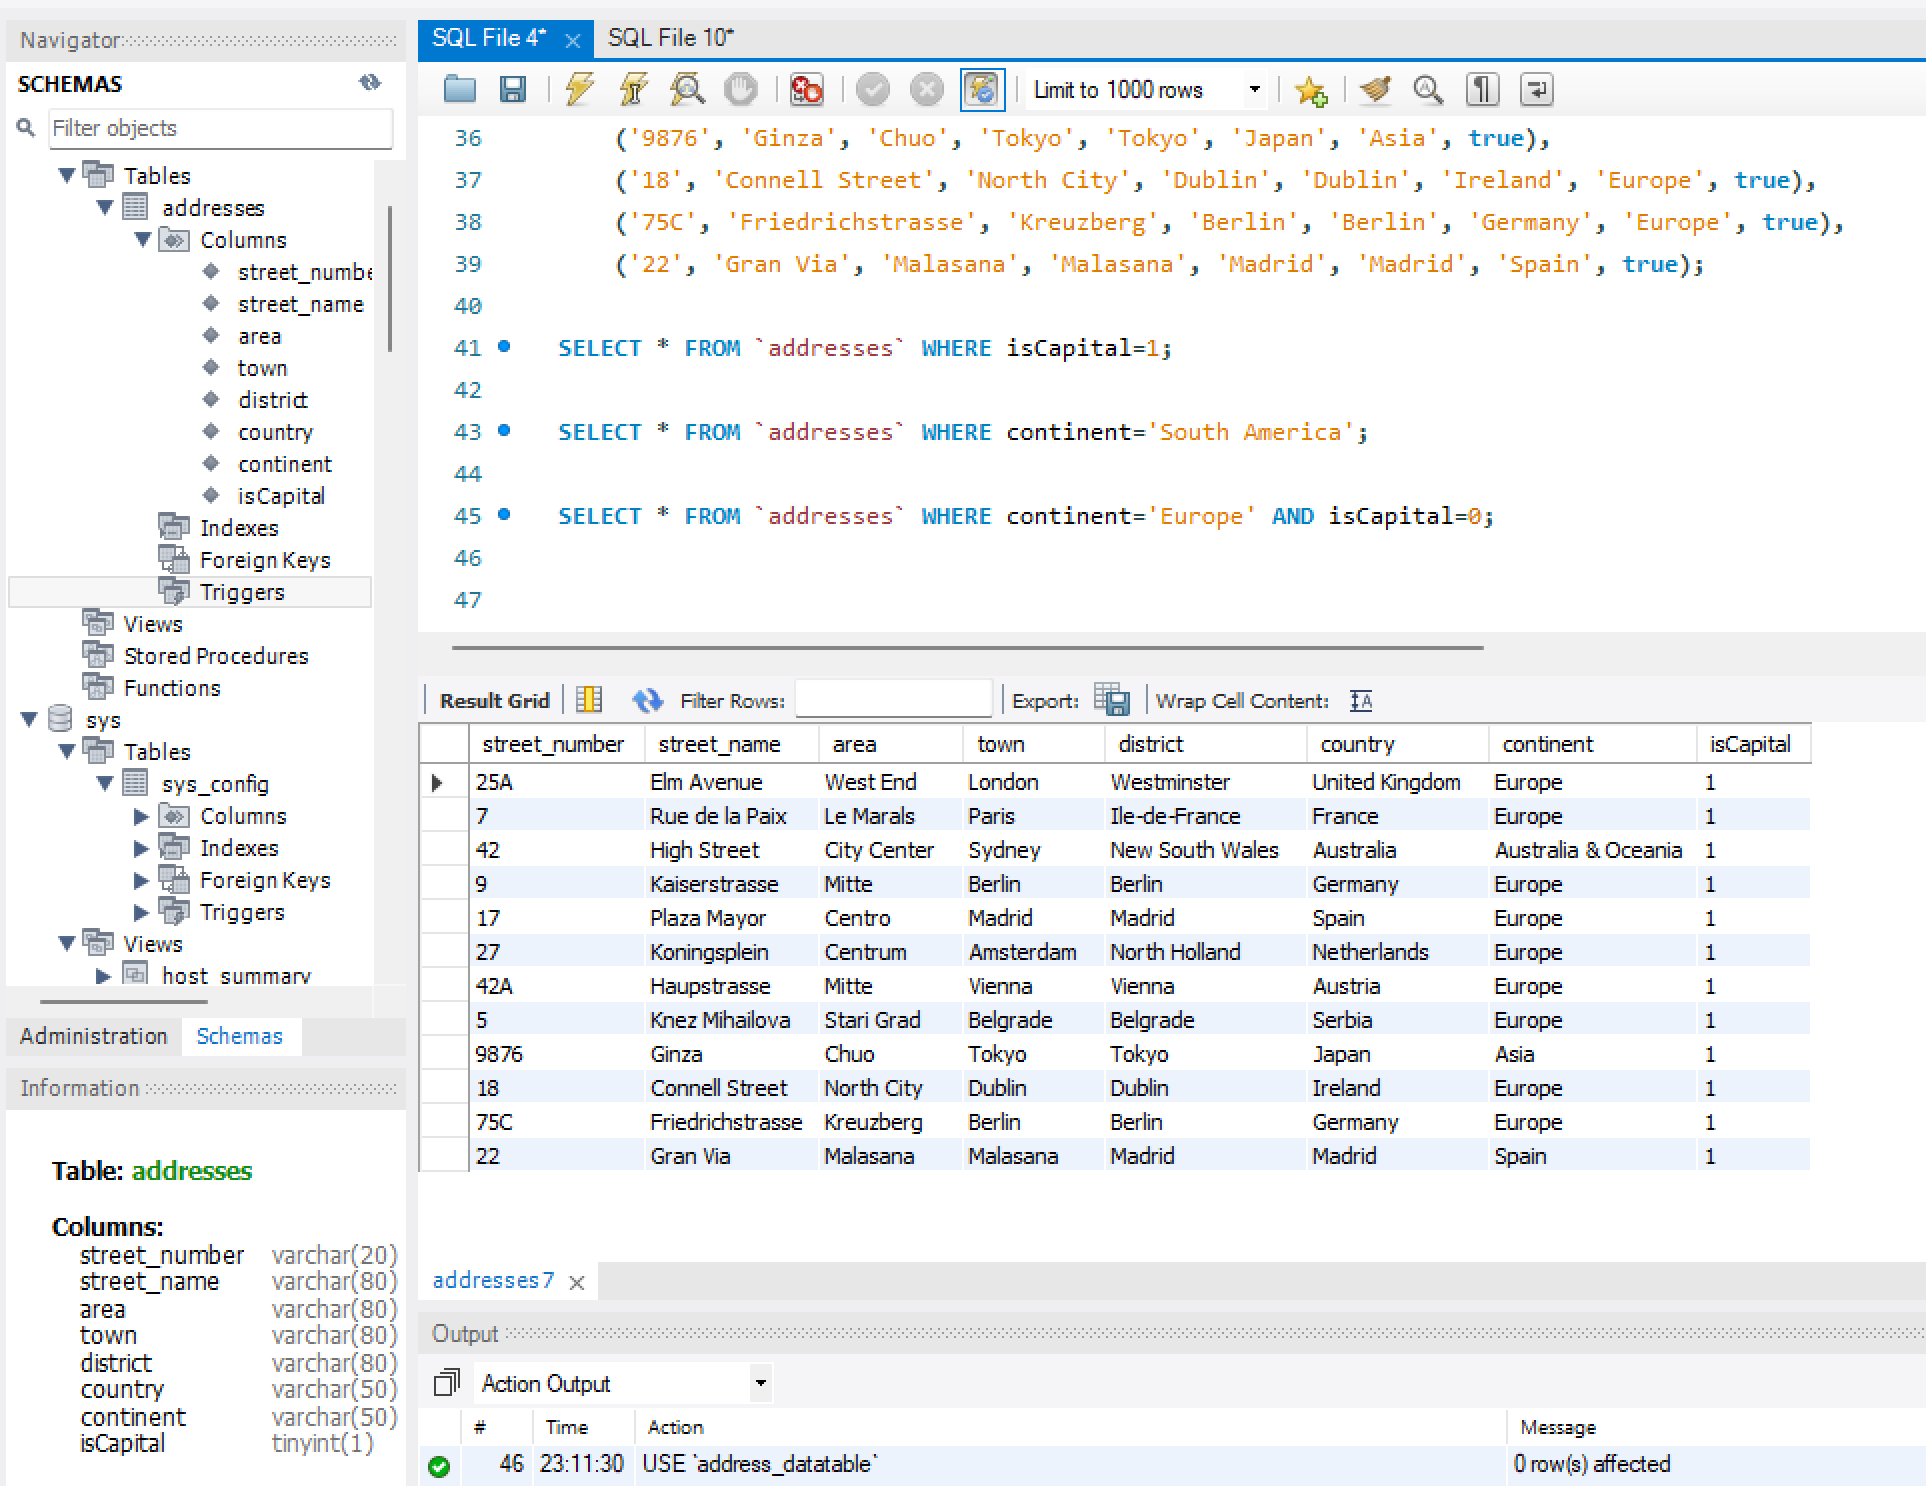 Navigator
SCHEMAS
Filter objects
Tables
addresses
Columns
street_numbe
street_name
area
town
district
country
continent
isCapital
Indexes
Foreign Keys
Triggers
Views
Stored Procedures
Functions
sys
Tables
sys_config
Columns
Indexes
Foreign Keys
Triggers
Views
host_summary
Administration Schemas
Information
Table: addresses
Columns:
street_number varchar(20)
street_name varchar(80)
area varchar(80)
town varchar(80)
district varchar(80)
country varchar(50)
continent varchar(50)
isCapital tinyint(1)
SQL File 4* SQL File 10*
Limit to 1000 rows
36 ('9876', 'Ginza', 'Chuo', 'Tokyo', 'Tokyo', 'Japan', 'Asia', true),
37 ('18', 'Connell Street', 'North City', 'Dublin', 'Dublin', 'Ireland', 'Europe', true),
38 ('75C', 'Friedrichstrasse', 'Kreuzberg', 'Berlin', 'Berlin', 'Germany', 'Europe', true),
39 ('22', 'Gran Via', 'Malasana', 'Malasana', 'Madrid', 'Madrid', 'Spain', true);
40
41 SELECT * FROM `addresses` WHERE isCapital=1;
42
43 SELECT * FROM `addresses` WHERE continent='South America';
44
45 SELECT * FROM `addresses` WHERE continent='Europe' AND isCapital=0;
46
47
Result Grid Filter Rows: Export: Wrap Cell Content:
street_number street_name area town district country continent isCapital
25A Elm Avenue West End London Westminster United Kingdom Europe 1
7 Rue de la Paix Le Marals Paris Ile-de-France France Europe 1
42 High Street City Center Sydney New South Wales Australia Australia & Oceania 1
9 Kaiserstrasse Mitte Berlin Berlin Germany Europe 1
17 Plaza Mayor Centro Madrid Madrid Spain Europe 1
27 Koningsplein Centrum Amsterdam North Holland Netherlands Europe 1
42A Haupstrasse Mitte Vienna Vienna Austria Europe 1
5 Knez Mihailova Stari Grad Belgrade Belgrade Serbia Europe 1
9876 Ginza Chuo Tokyo Tokyo Japan Asia 1
18 Connell Street North City Dublin Dublin Ireland Europe 1
75C Friedrichstrasse Kreuzberg Berlin Berlin Germany Europe 1
22 Gran Via Malasana Malasana Madrid Madrid Spain 1
addresses 7
Output
Action Output
# Time Action Message
46 23:11:30 USE `address_datatable` 0 row(s) affected